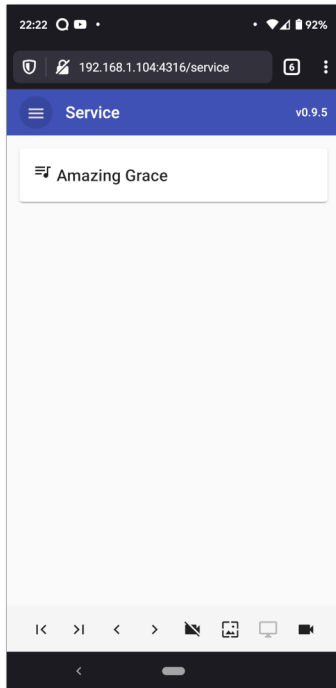 22:22
92%
192.168.1.104:4316/service
6
Service
v0.9.5
Amazing Grace